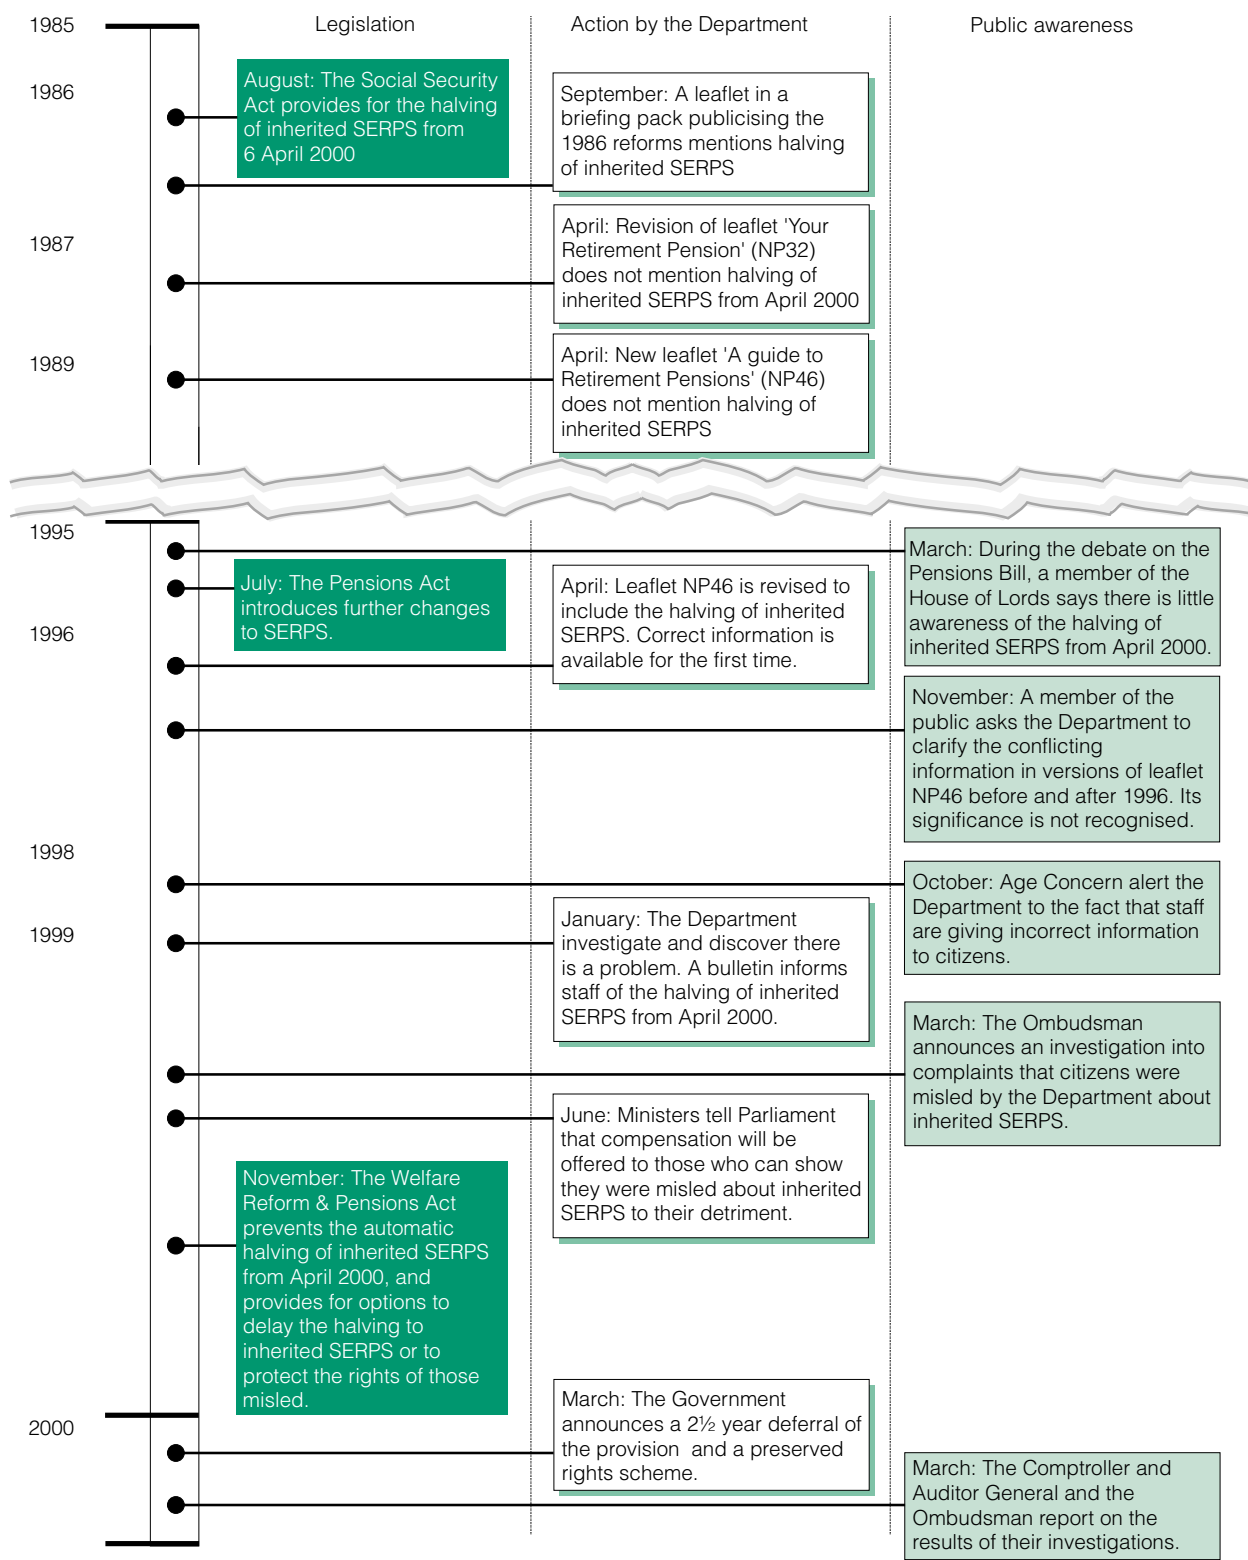 1985
Legislation
Action by the Department
Public awareness
1986
August: The Social Security
Act provides for the halving
of inherited SERPS from
6 April 2000
September: A leaflet in a
briefing pack publicising the
1986 reforms mentions halving
of inherited SERPS
1987
April: Revision of leaflet 'Your
Retirement Pension' (NP32)
does not mention halving of
inherited SERPS from April 2000
1989
April: New leaflet 'A guide to
Retirement Pensions' (NP46)
does not mention halving of
inherited SERPS
1995
March: During the debate on the
Pensions Bill, a member of the
House of Lords says there is little
awareness of the halving of
inherited SERPS from April 2000.
July: The Pensions Act
introduces further changes
to SERPS.
1996
April: Leaflet NP46 is revised to
include the halving of inherited
SERPS. Correct information is
available for the first time.
November: A member of the
public asks the Department to
clarify the conflicting
information in versions of leaflet
NP46 before and after 1996. Its
significance is not recognised.
1998
October: Age Concern alert the
Department to the fact that staff
are giving incorrect information
to citizens.
1999
January: The Department
investigate and discover there
is a problem. A bulletin informs
staff of the halving of inherited
SERPS from April 2000.
March: The Ombudsman
announces an investigation into
complaints that citizens were
misled by the Department about
inherited SERPS.
June: Ministers tell Parliament
that compensation will be
offered to those who can show
they were misled about inherited
SERPS to their detriment.
November: The Welfare
Reform & Pensions Act
prevents the automatic
halving of inherited SERPS
from April 2000, and
provides for options to
delay the halving to
inherited SERPS or to
protect the rights of those
misled.
2000
March: The Government
announces a 2½ year deferral of
the provision and a preserved
rights scheme.
March: The Comptroller and
Auditor General and the
Ombudsman report on the
results of their investigations.